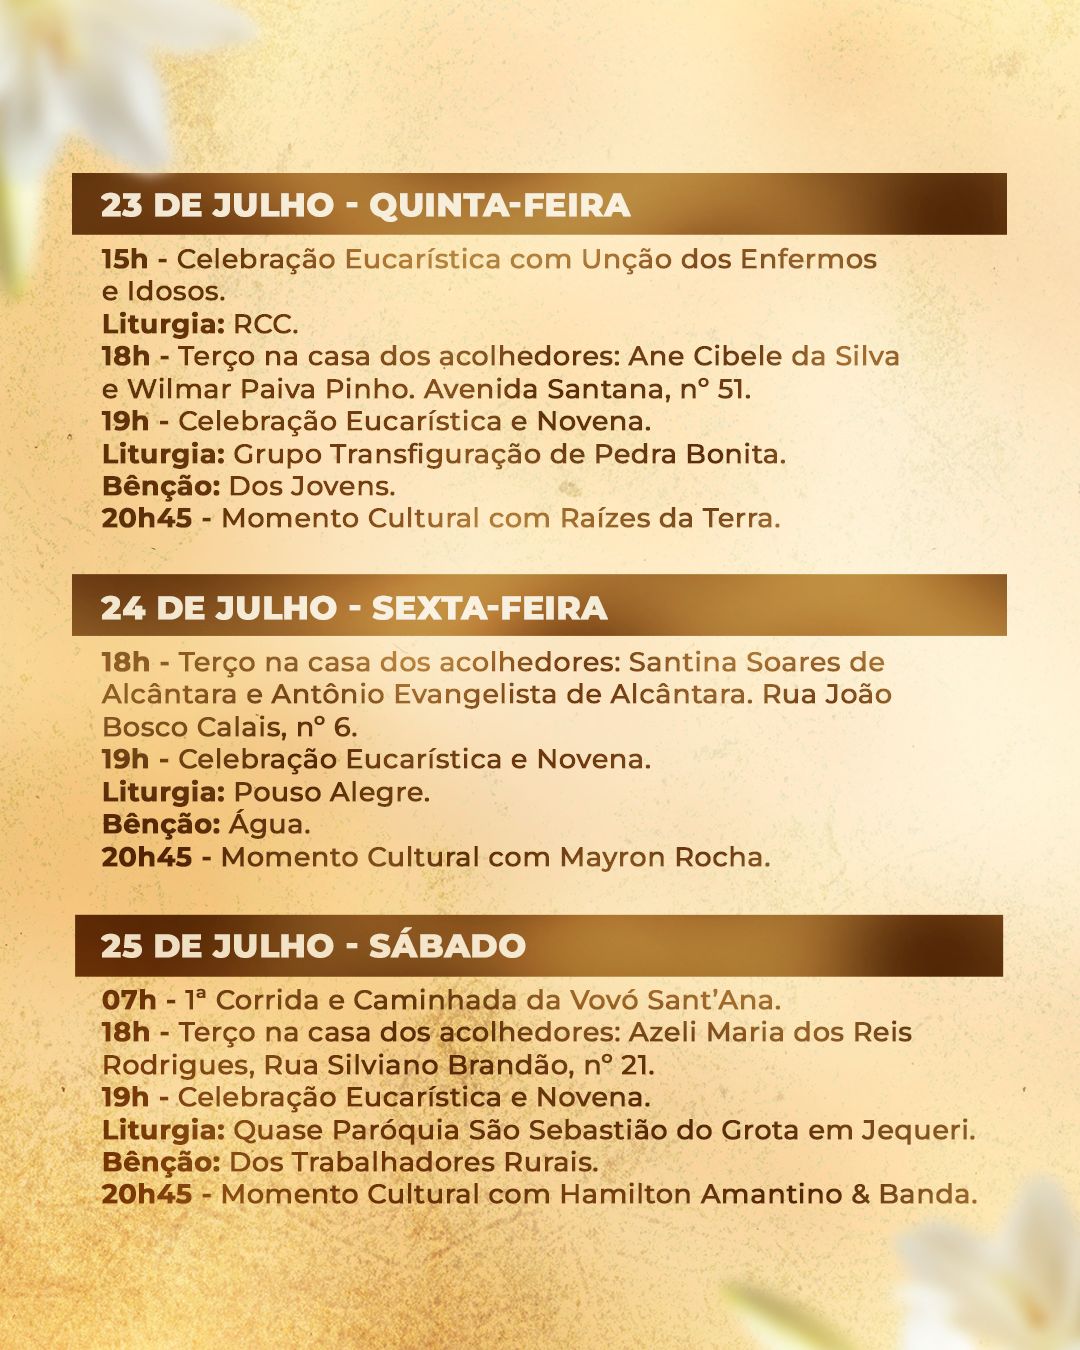 23 DE JULHO - QUINTA-FEIRA
15h - Celebração Eucarística com Unção dos Enfermos
e Idosos.
Liturgia: RCC.
18h - Terço na casa dos acolhedores: Ane Cibele da Silva
e Wilmar Paiva Pinho. Avenida Santana, nº 51.
19h - Celebração Eucarística e Novena.
Liturgia: Grupo Transfiguração de Pedra Bonita.
Bênção: Dos Jovens.
20h45 - Momento Cultural com Raízes da Terra.
24 DE JULHO - SEXTA-FEIRA
18h - Terço na casa dos acolhedores: Santina Soares de
Alcântara e Antônio Evangelista de Alcântara. Rua João
Bosco Calais, nº 6.
19h - Celebração Eucarística e Novena.
Liturgia: Pouso Alegre.
Bênção: Água.
20h45 - Momento Cultural com Mayron Rocha.
25 DE JULHO - SÁBADO
07h - 1ª Corrida e Caminhada da Vovó Sant'Ana.
18h - Terço na casa dos acolhedores: Azeli Maria dos Reis
Rodrigues, Rua Silviano Brandão, nº 21.
19h - Celebração Eucarística e Novena.
Liturgia: Quase Paróquia São Sebastião do Grota em Jequeri.
Bênção: Dos Trabalhadores Rurais.
20h45 - Momento Cultural com Hamilton Amantino & Banda.